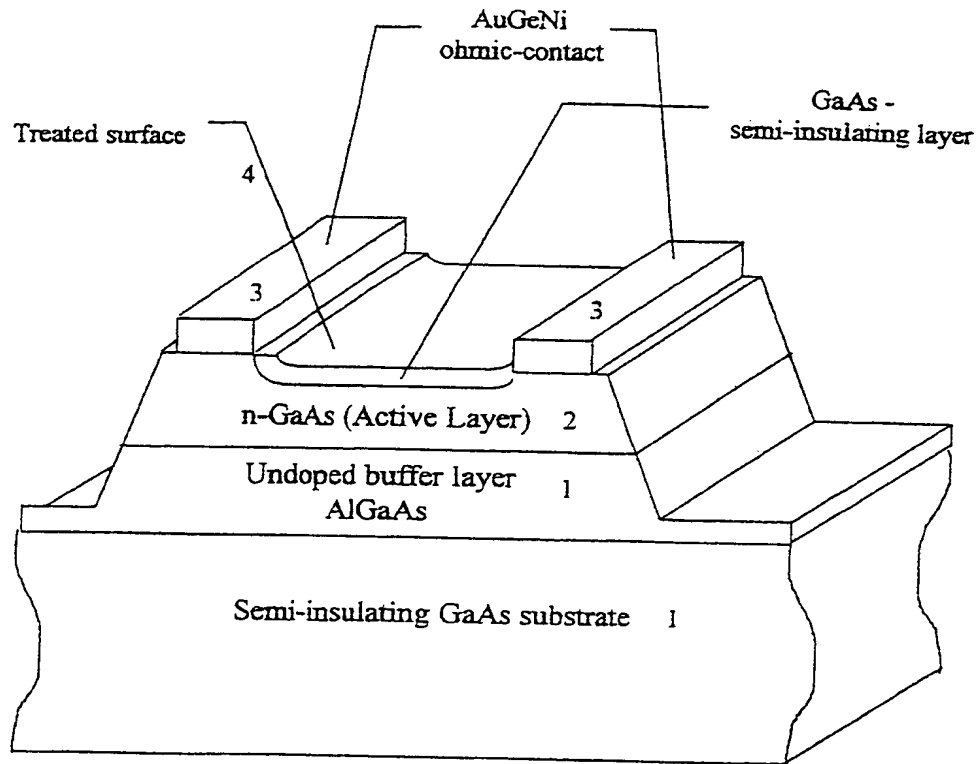 AuGeNi
ohmic-contact
GaAs -
semi-insulating layer
Treated surface
4
3
3
n-GaAs (Active Layer) 2
Undoped buffer layer 1
AlGaAs
Semi-insulating GaAs substrate 1